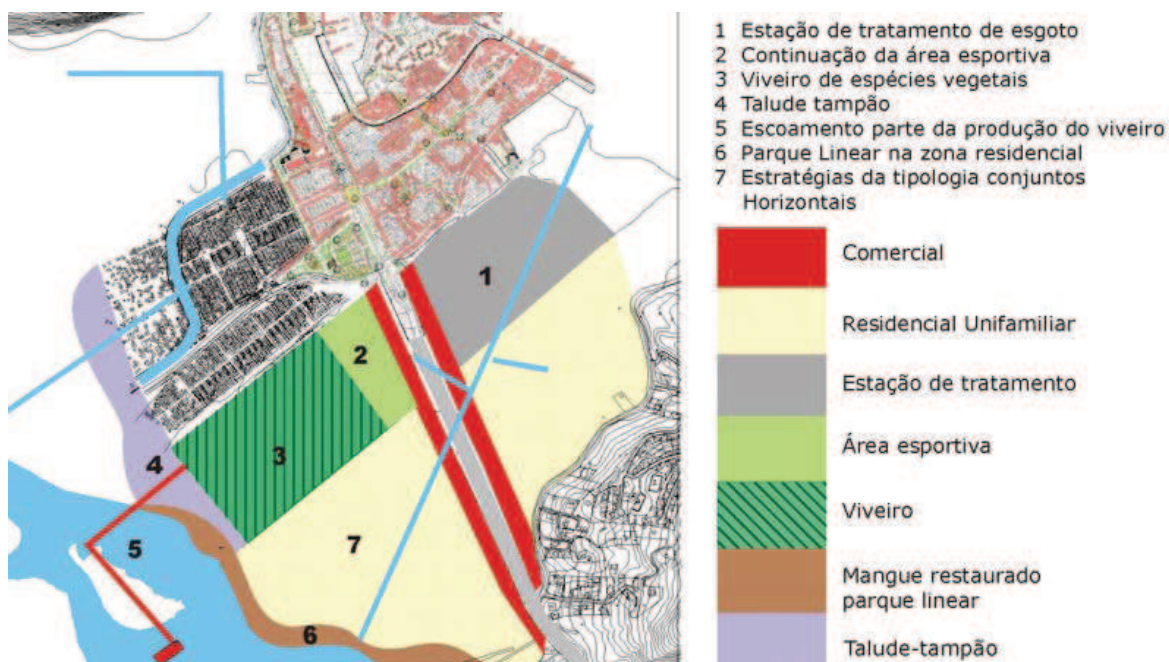 1 Estação de tratamento de esgoto
2 Continuação da área esportiva
3 Viveiro de espécies vegetais
4 Talude tampão
5 Escoamento parte da produção do viveiro
6 Parque Linear na zona residencial
7 Estratégias da tipologia conjuntos
Horizontais
Comercial
Residencial Unifamiliar
Estação de tratamento
Área esportiva
Viveiro
Mangue restaurado
parque linear
Talude-tampão
1
2
3
4
5
7
6